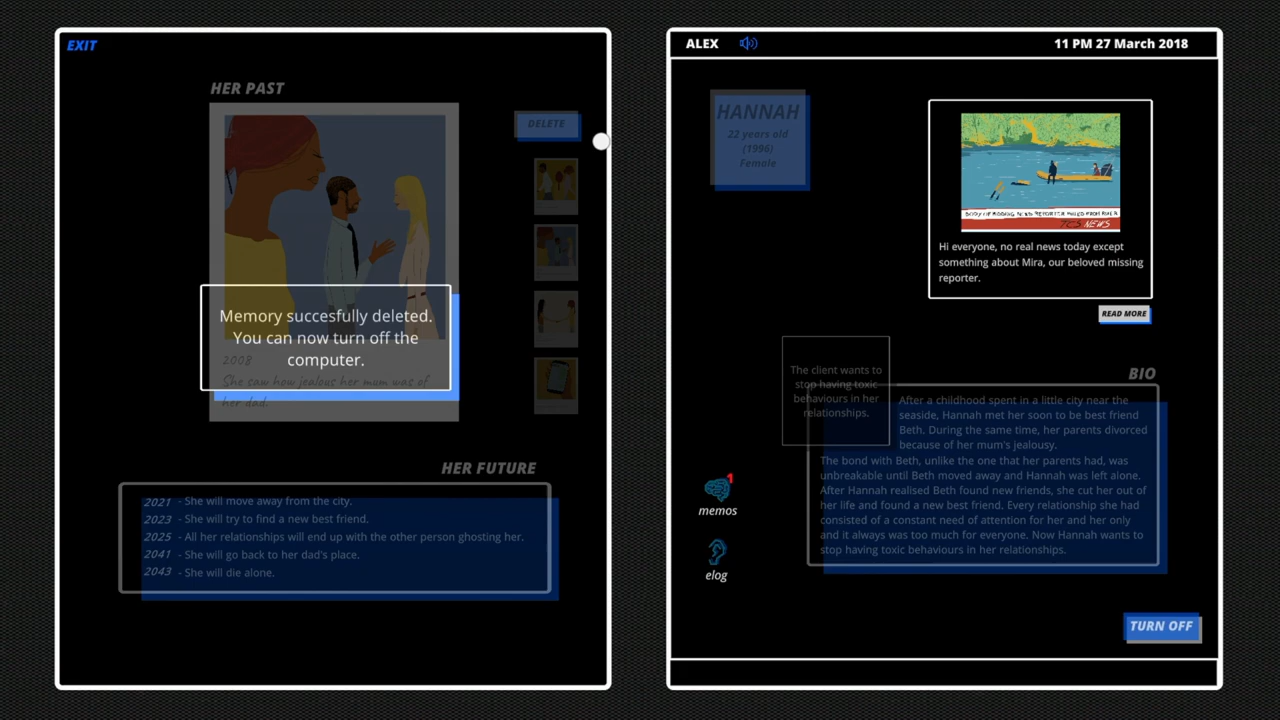 EXIT
HER PAST
DELETE
2008
She saw how jealous her mum was of
her dad.
Memory succesfully deleted.
You can now turn off the
computer.
HER FUTURE
2021 - She will move away from the city.
2023 - She will try to find a new best friend.
2025 - All her relationships will end up with the other person ghosting her.
2041 - She will go back to her dad's place.
2043 - She will die alone.
ALEX
11 PM 27 March 2018
HANNAH
22 years old
(1996)
Female
BODY OF MISSING NEWS REPORTER PULLED FROM RIVER
TCS NEWS
Hi everyone, no real news today except
something about Mira, our beloved missing
reporter.
READ MORE
The client wants to
stop having toxic
behaviours in her
relationships.
BIO
After a childhood spent in a little city near the
seaside, Hannah met her soon to be best friend
Beth. During the same time, her parents divorced
because of her mum's jealousy.
The bond with Beth, unlike the one that her parents had, was
unbreakable until Beth moved away and Hannah was left alone.
After Hannah realised Beth found new friends, she cut her out of
her life and found a new best friend. Every relationship she had
consisted of a constant need of attention for her and her only
and it always was too much for everyone. Now Hannah wants to
stop having toxic behaviours in her relationships.
1
memos
elog
TURN OFF